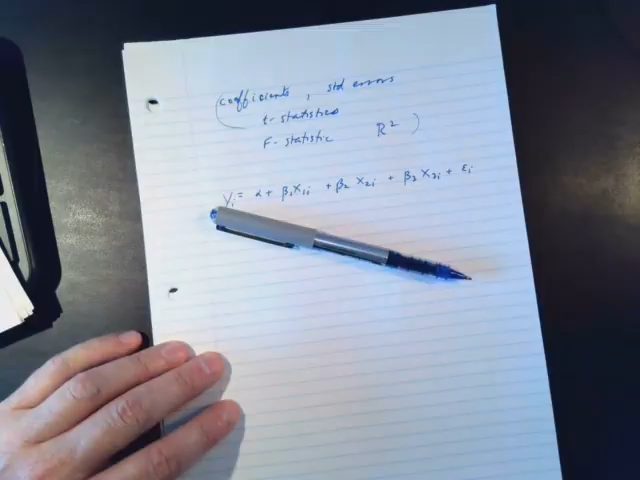 (coefficients, std errors
t-statistics
F-statistic R²)
Yᵢ = α + β₁X₁ᵢ + β₂X₂ᵢ + β₃X₃ᵢ + εᵢ